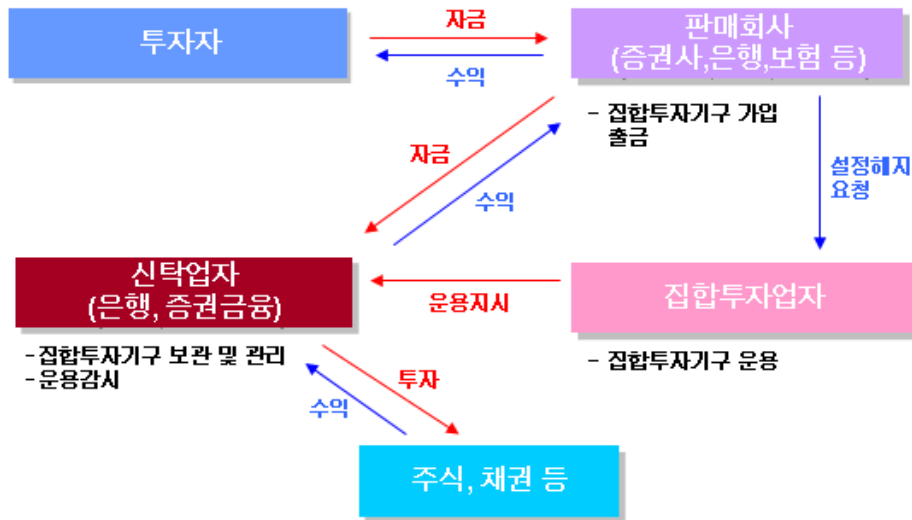 투자자
자금
수익
판매회사
(증권사,은행,보험 등)
- 집합투자기구 가입
출금
자금
수익
설정해지
요청
신탁업자
(은행, 증권금융)
운용지시
집합투자업자
-집합투자기구 보관 및 관리
-운용감시
- 집합투자기구 운용
투자
수익
주식, 채권 등